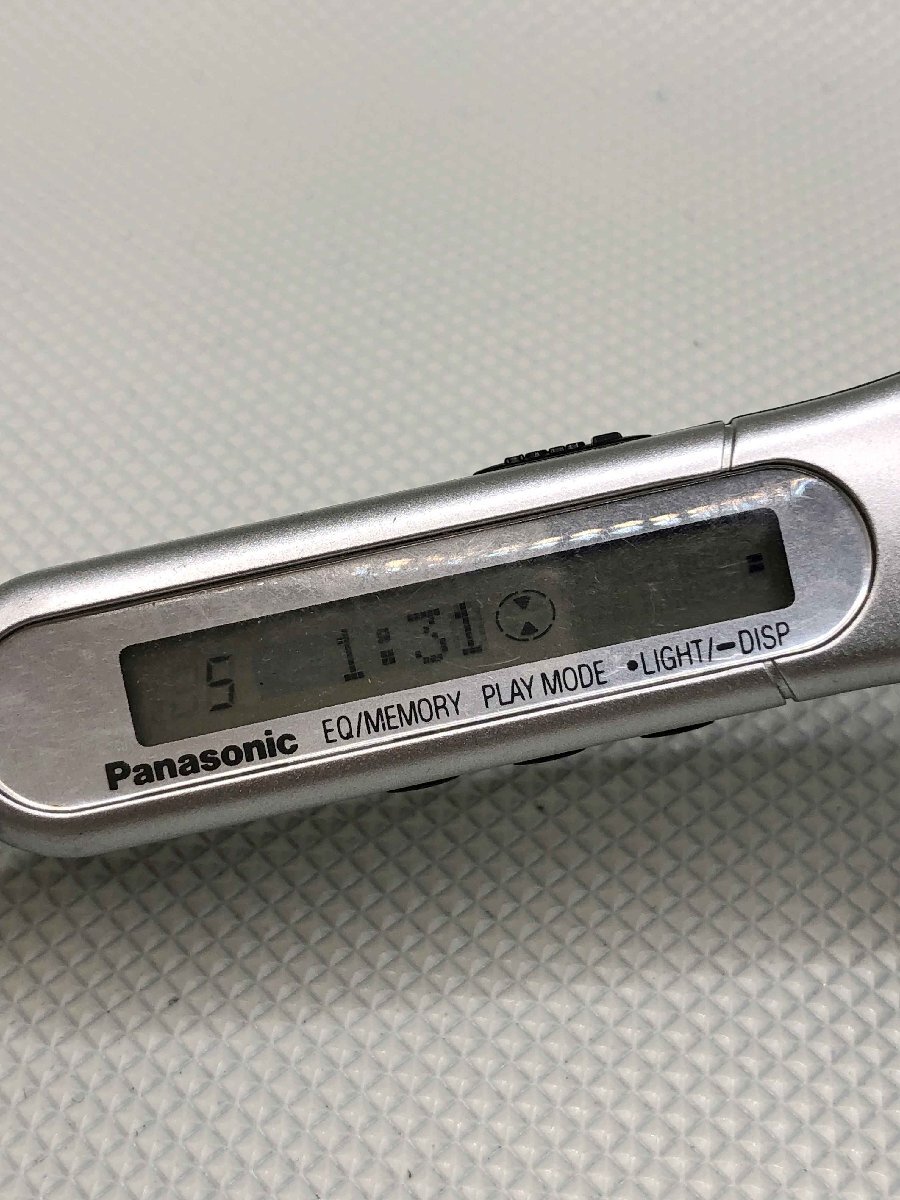 5 1:31
Panasonic EQ/MEMORY PLAY MODE •LIGHT/━DISP